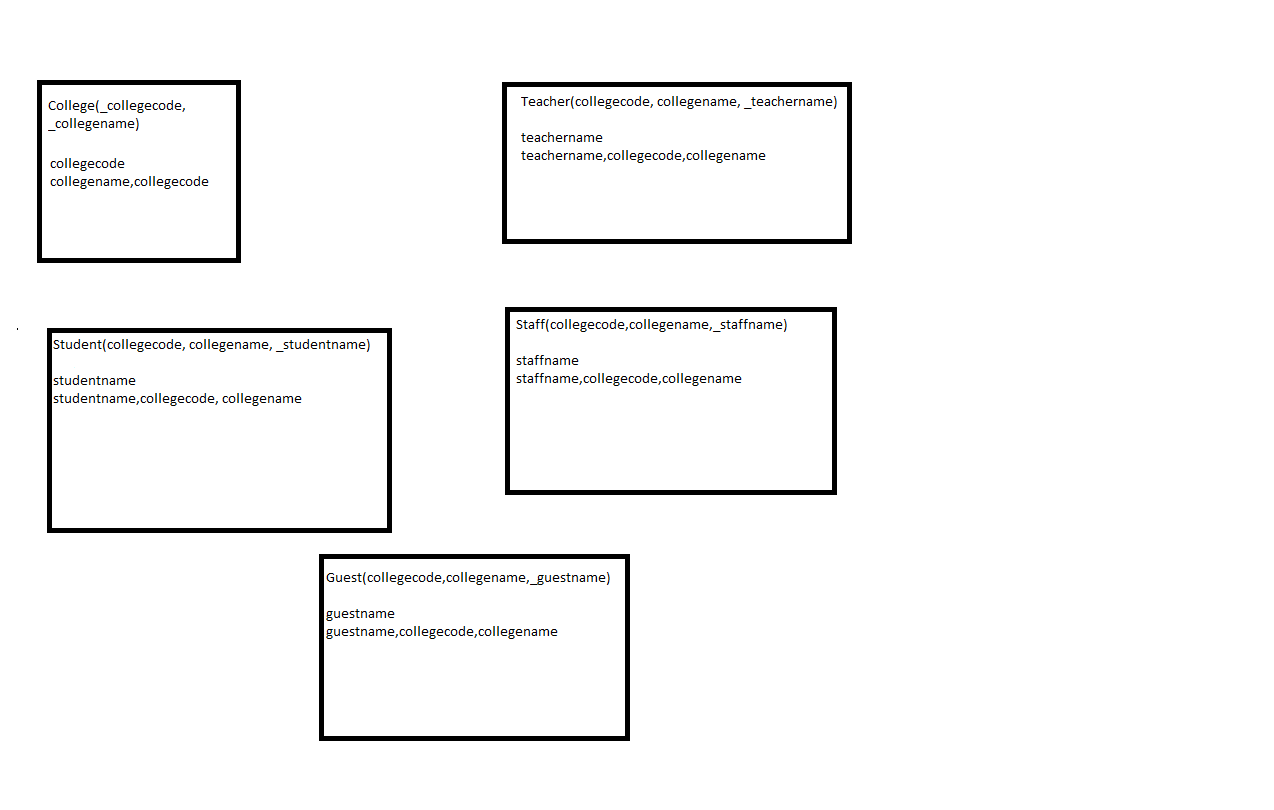 College(_collegecode,
_collegename)
collegecode
collegename,collegecode
Teacher(collegecode, collegename, _teachername)
teachername
teachername,collegecode,collegename
Student(collegecode, collegename, _studentname)
studentname
studentname,collegecode, collegename
Staff(collegecode,collegename,_staffname)
staffname
staffname,collegecode,collegename
Guest(collegecode,collegename,_guestname)
guestname
guestname,collegecode,collegename